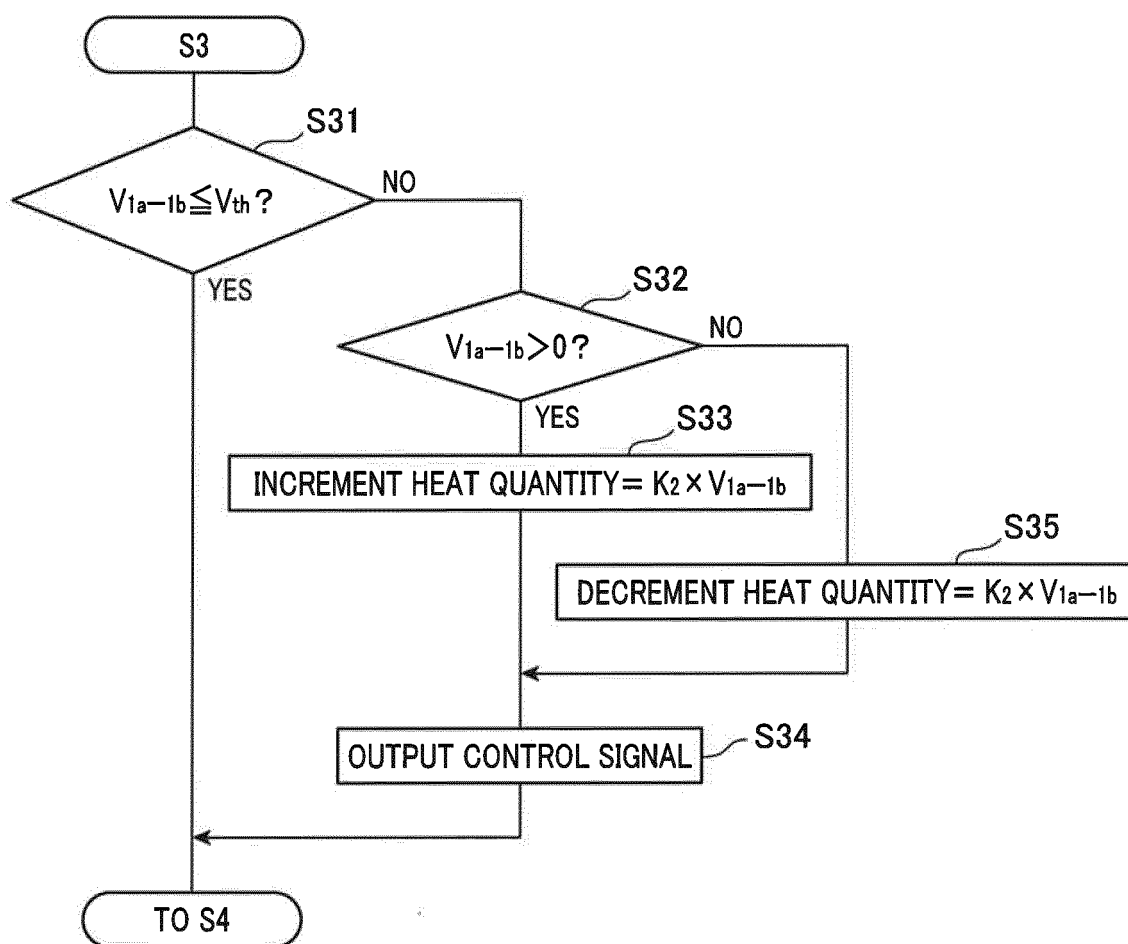 S3
S31
V1a−1b≦Vth?
NO
YES
S32
V1a−1b>0?
NO
YES
S33
INCREMENT HEAT QUANTITY= K2 × V1a−1b
S35
DECREMENT HEAT QUANTITY= K2 × V1a−1b
OUTPUT CONTROL SIGNAL
S34
TO S4